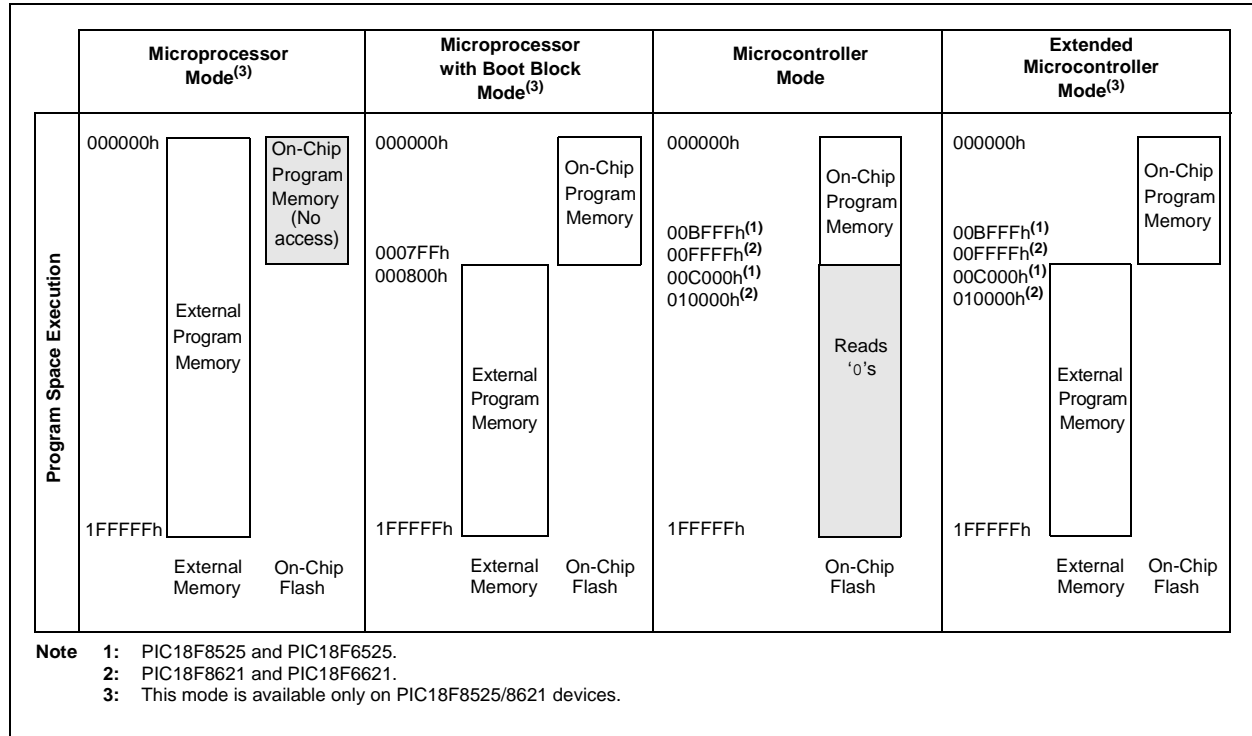 Microprocessor
Mode(3)
Microprocessor
with Boot Block
Mode(3)
Microcontroller
Mode
Extended
Microcontroller
Mode(3)
Program Space Execution
000000h
External
Program
Memory
1FFFFFh
On-Chip
Program
Memory
(No
access)
External
Memory
On-Chip
Flash
000000h
On-Chip
Program
Memory
0007FFh
000800h
External
Program
Memory
1FFFFFh
External
Memory
On-Chip
Flash
000000h
On-Chip
Program
Memory
00BFFFh(1)
00FFFFh(2)
00C000h(1)
010000h(2)
Reads
‘0’s
1FFFFFh
On-Chip
Flash
000000h
On-Chip
Program
Memory
00BFFFh(1)
00FFFFh(2)
00C000h(1)
010000h(2)
External
Program
Memory
1FFFFFh
External
Memory
On-Chip
Flash
Note 1: PIC18F8525 and PIC18F6525.
2: PIC18F8621 and PIC18F6621.
3: This mode is available only on PIC18F8525/8621 devices.